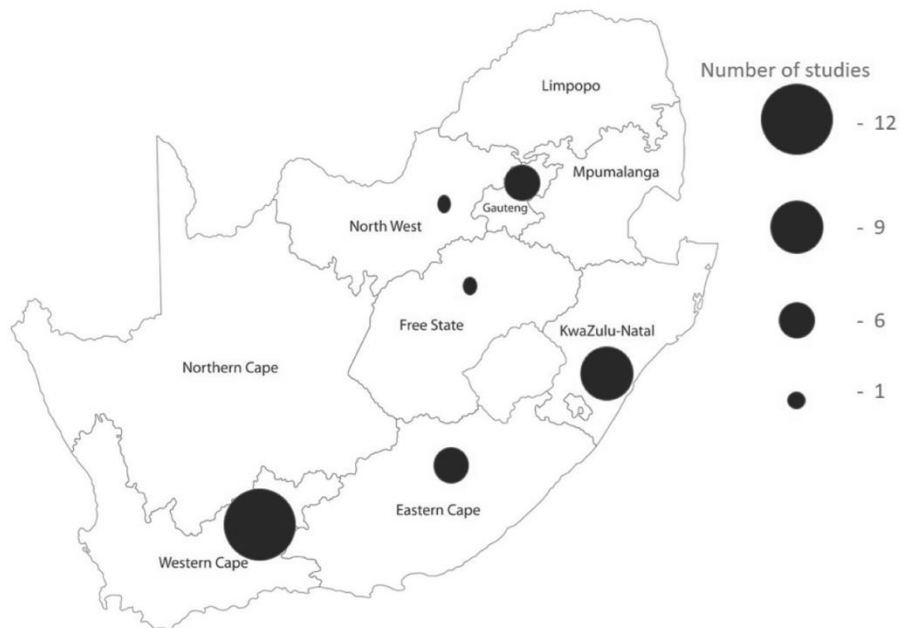 Limpopo
Number of studies
- 12
Mpumalanga
Gauteng
North West
- 9
Free State
KwaZulu-Natal
- 6
Northern Cape
- 1
Eastern Cape
Western Cape